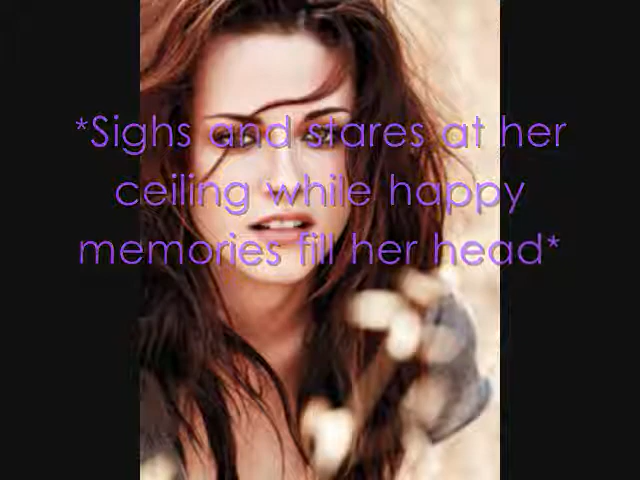 *Sighs and stares at her
ceiling while happy
memories fill her head*